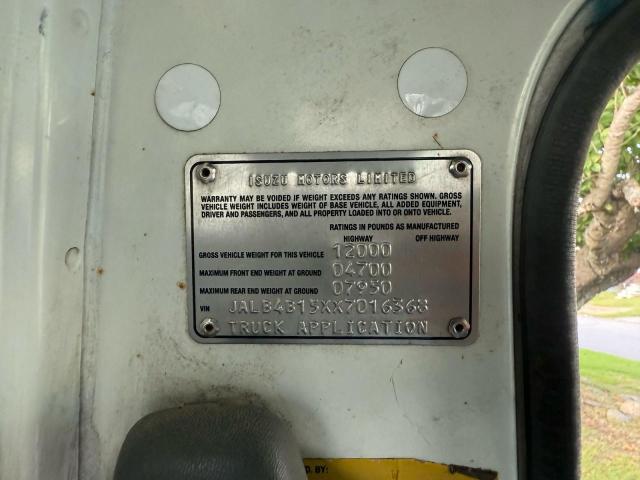 ISUZU MOTORS LIMITED
WARRANTY MAY BE VOIDED IF WEIGHT EXCEEDS ANY RATINGS SHOWN. GROSS
VEHICLE WEIGHT INCLUDES WEIGHT OF BASE VEHICLE, ALL ADDED EQUIPMENT,
DRIVER AND PASSENGERS, AND ALL PROPERTY LOADED INTO OR ONTO VEHICLE.
RATINGS IN POUNDS AS MANUFACTURED
HIGHWAY OFF HIGHWAY
GROSS VEHICLE WEIGHT FOR THIS VEHICLE 12000
MAXIMUM FRONT END WEIGHT AT GROUND 04700
MAXIMUM REAR END WEIGHT AT GROUND 07950
VIN JALB4B15XX7016368
TRUCK APPLICATION
BY: